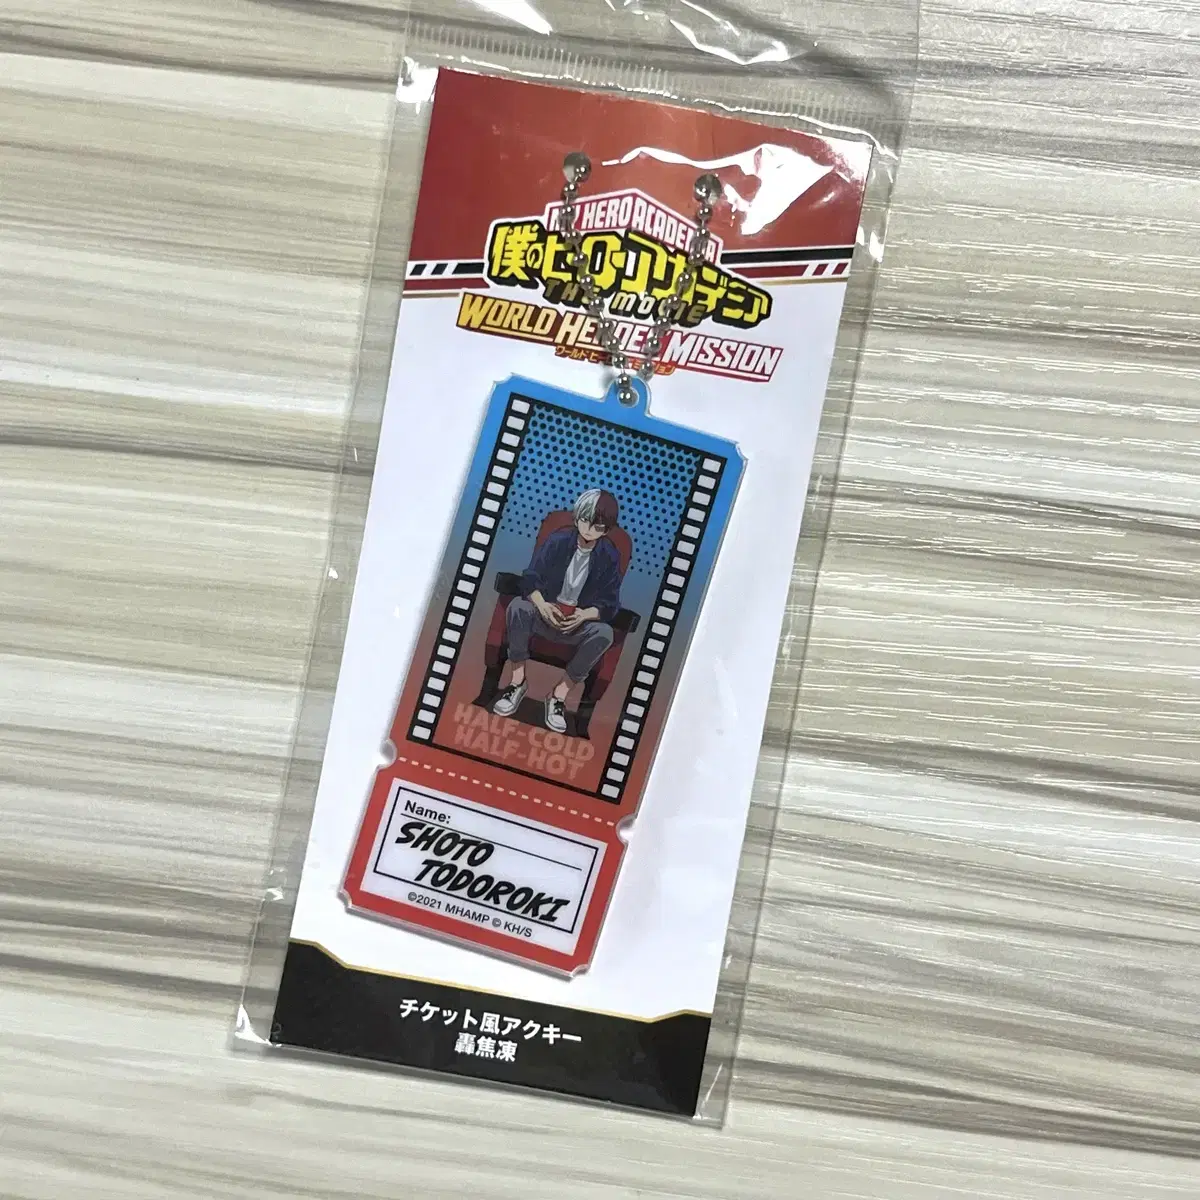 MY HERO ACADEMIA
僕のヒーローアカデミア
THE MOVIE
WORLD HEROES' MISSION
ワールド ヒーローズ ミッション
HALF-COLD
HALF-HOT
Name:
SHOTO
TODOROKI
©2021 MHAMP © KH/S
チケット風アクキー
轟焦凍